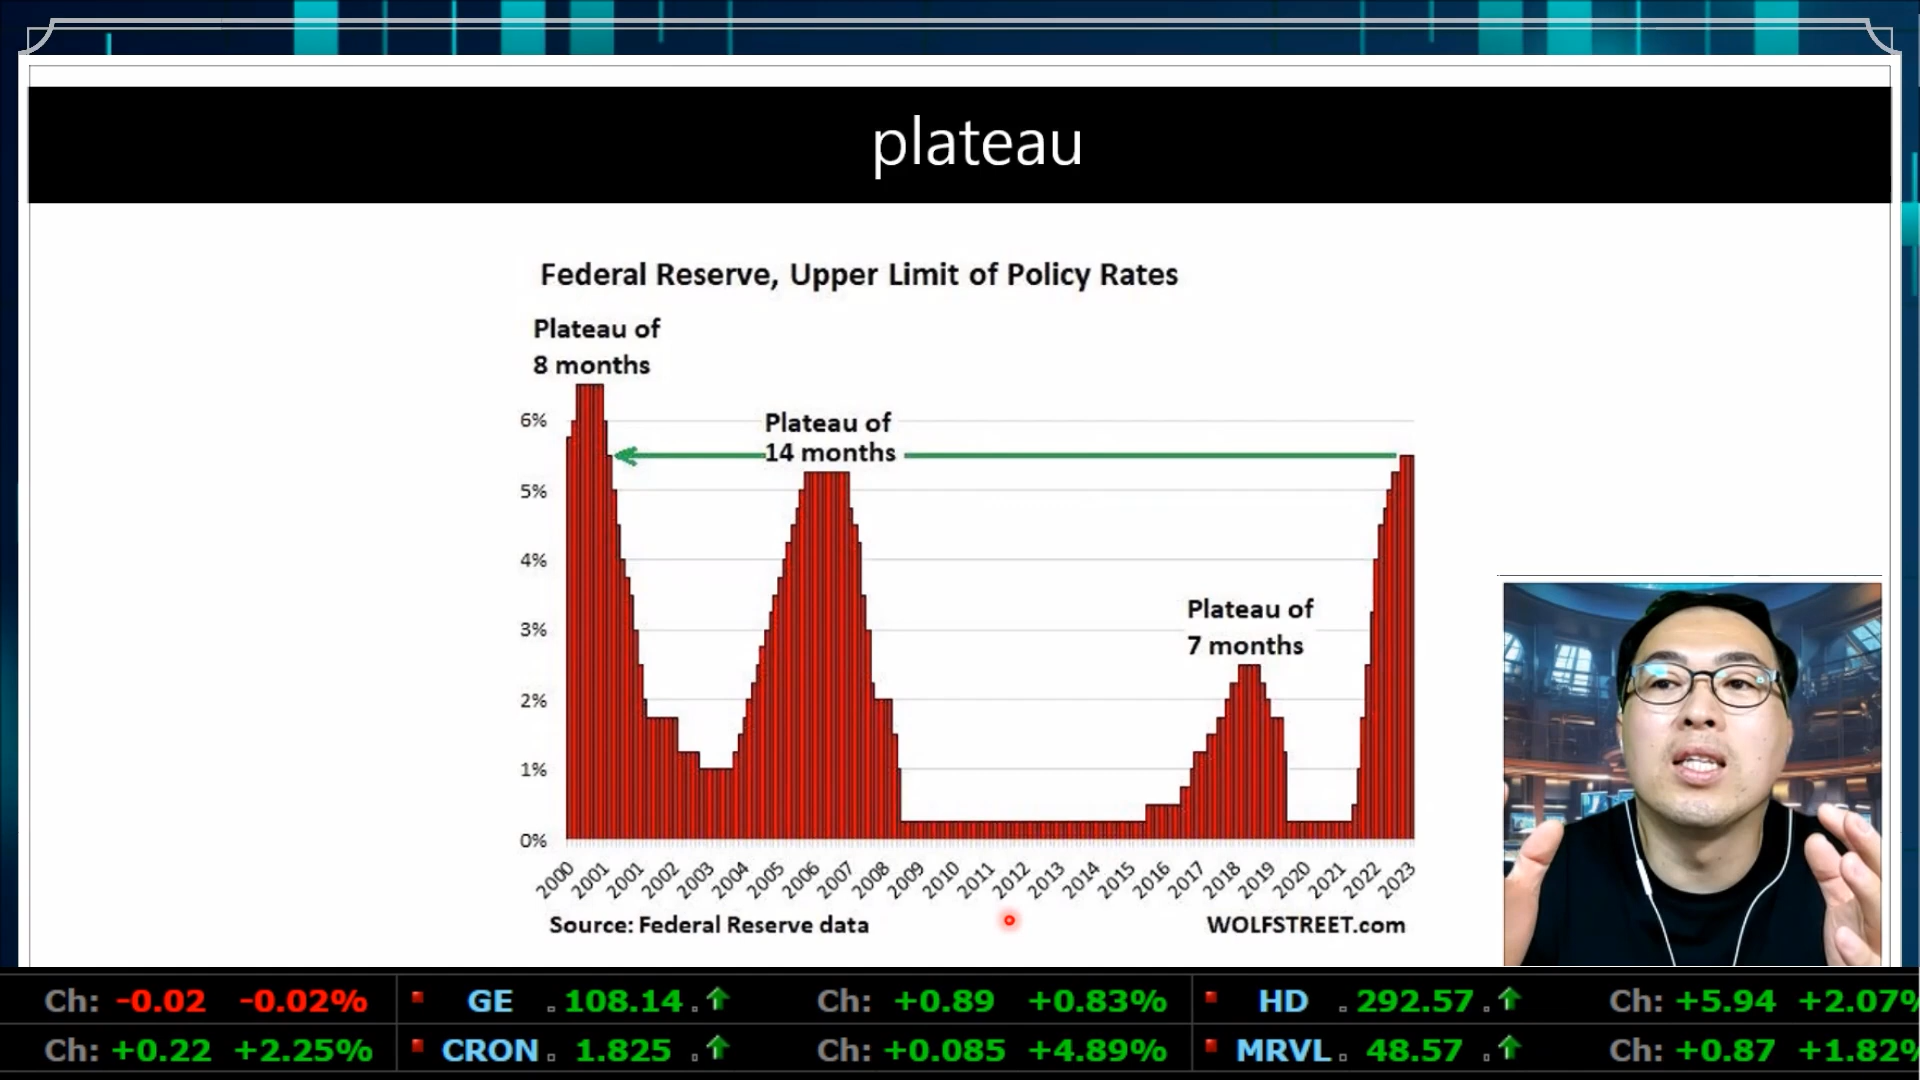 plateau
Federal Reserve, Upper Limit of Policy Rates
Plateau of
8 months
Plateau of
14 months
Plateau of
7 months
6%
5%
4%
3%
2%
1%
0%
2000 2001 2001 2002 2003 2004 2005 2006 2007 2008 2009 2010 2011 2012 2013 2014 2015 2016 2017 2018 2019 2020 2021 2022 2023
Source: Federal Reserve data WOLFSTREET.com
Ch: -0.02 -0.02% GE 108.14 Ch: +0.89 +0.83% HD 292.57 Ch: +5.94 +2.07%
Ch: +0.22 +2.25% CRON 1.825 Ch: +0.085 +4.89% MRVL 48.57 Ch: +0.87 +1.82%